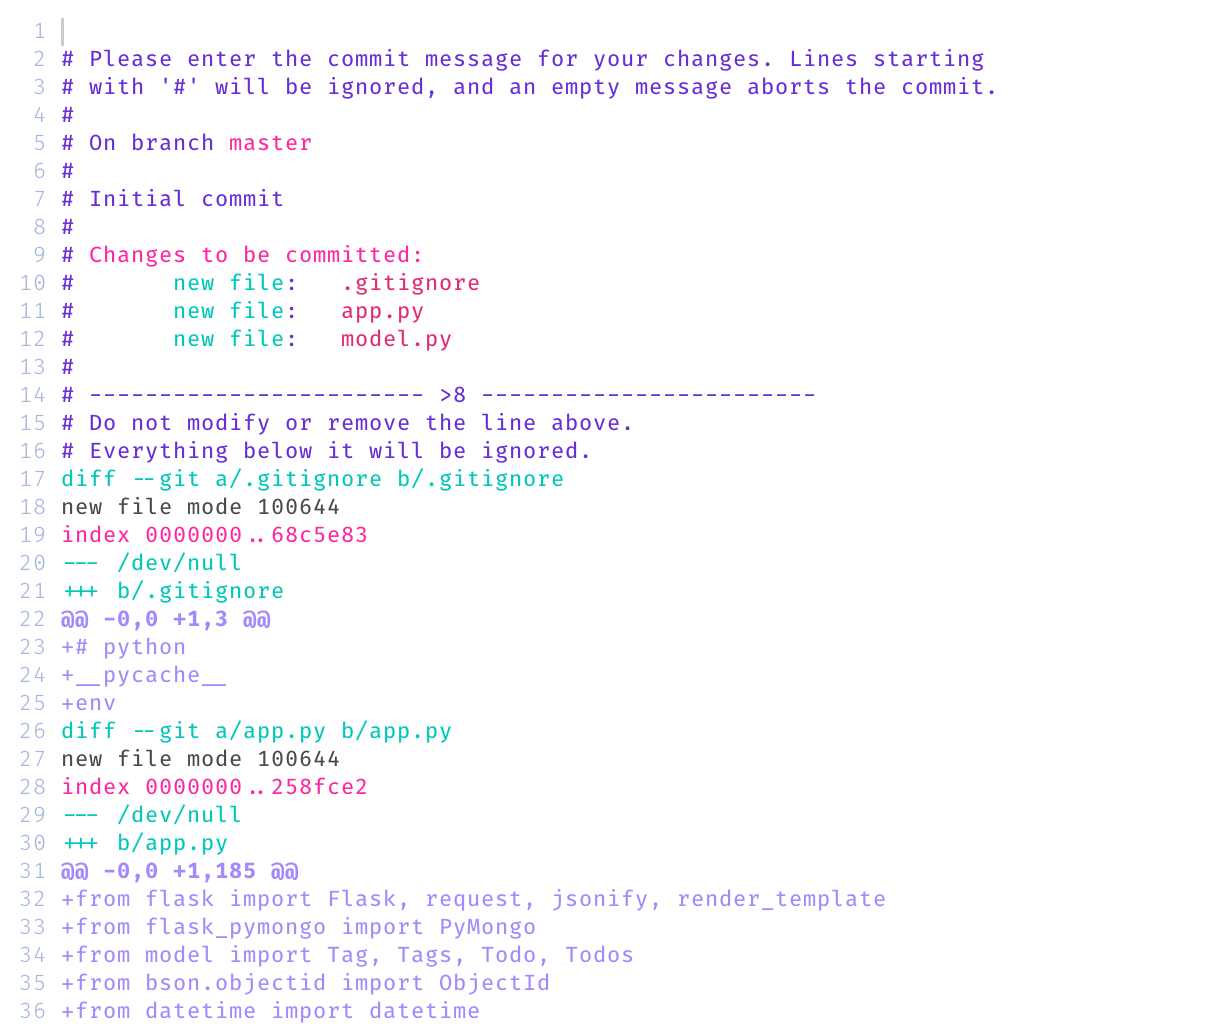 1
2 # Please enter the commit message for your changes. Lines starting
3 # with '#' will be ignored, and an empty message aborts the commit.
4 #
5 # On branch master
6 #
7 # Initial commit
8 #
9 # Changes to be committed:
10 #       new file:   .gitignore
11 #       new file:   app.py
12 #       new file:   model.py
13 #
14 # ------------------------ >8 ------------------------
15 # Do not modify or remove the line above.
16 # Everything below it will be ignored.
17 diff --git a/.gitignore b/.gitignore
18 new file mode 100644
19 index 0000000..68c5e83
20 --- /dev/null
21 +++ b/.gitignore
22 @@ -0,0 +1,3 @@
23 +# python
24 +__pycache__
25 +env
26 diff --git a/app.py b/app.py
27 new file mode 100644
28 index 0000000..258fce2
29 --- /dev/null
30 +++ b/app.py
31 @@ -0,0 +1,185 @@
32 +from flask import Flask, request, jsonify, render_template
33 +from flask_pymongo import PyMongo
34 +from model import Tag, Tags, Todo, Todos
35 +from bson.objectid import ObjectId
36 +from datetime import datetime